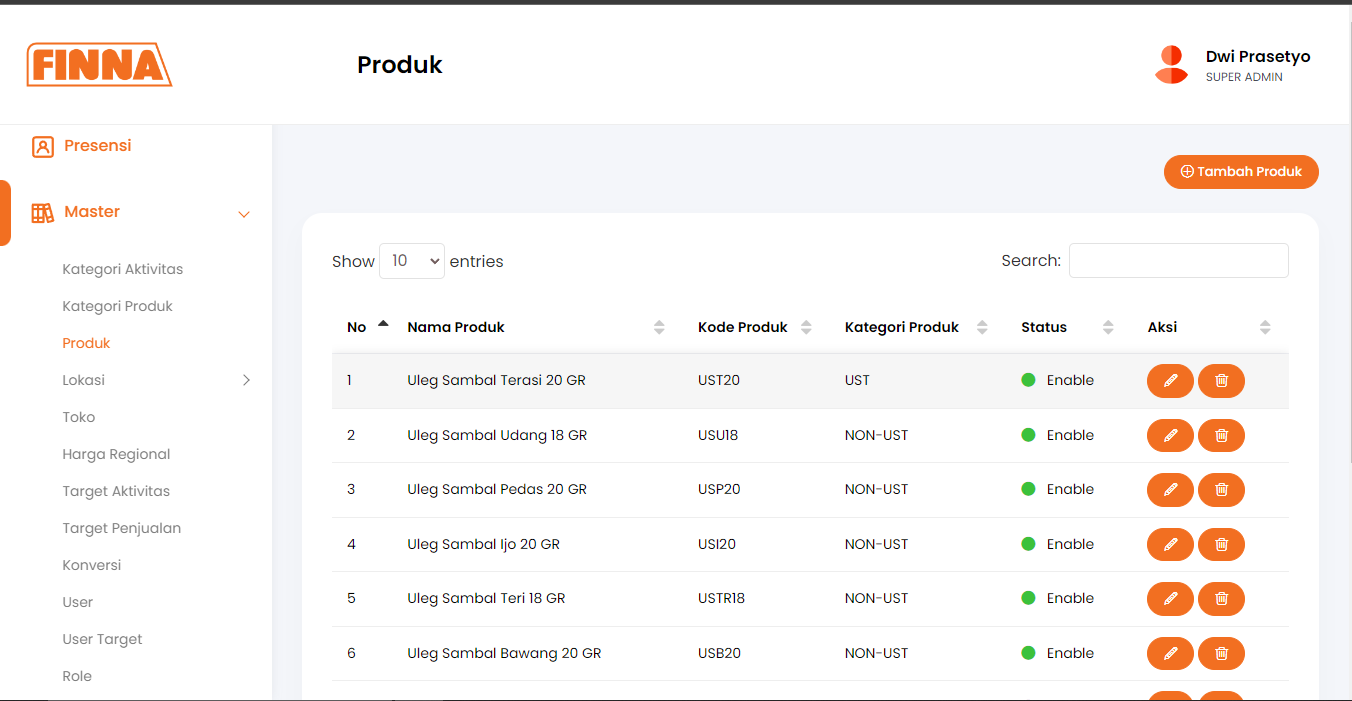 FINNA
Produk
Dwi Prasetyo
SUPER ADMIN
Presensi
Master
Kategori Aktivitas
Kategori Produk
Produk
Lokasi
Toko
Harga Regional
Target Aktivitas
Target Penjualan
Konversi
User
User Target
Role
Tambah Produk
Show 10 entries
Search:
No Nama Produk Kode Produk Kategori Produk Status Aksi
1 Uleg Sambal Terasi 20 GR UST20 UST Enable
2 Uleg Sambal Udang 18 GR USU18 NON-UST Enable
3 Uleg Sambal Pedas 20 GR USP20 NON-UST Enable
4 Uleg Sambal Ijo 20 GR USI20 NON-UST Enable
5 Uleg Sambal Teri 18 GR USTR18 NON-UST Enable
6 Uleg Sambal Bawang 20 GR USB20 NON-UST Enable